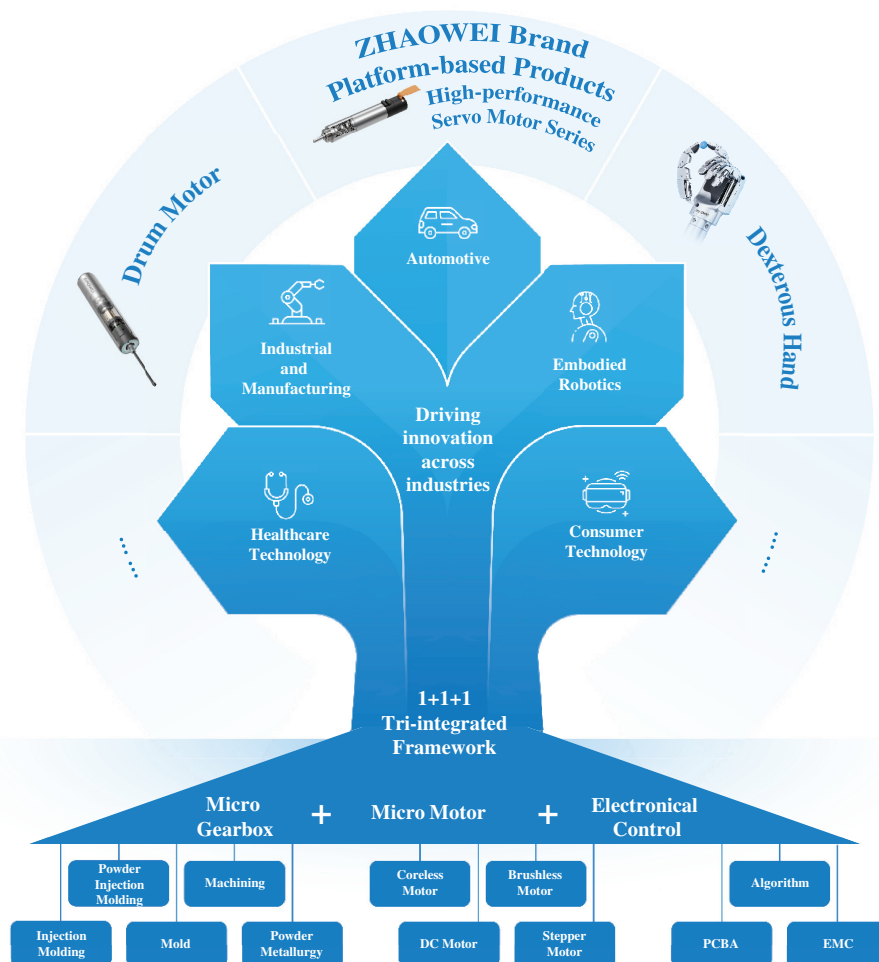 ZHAOWEI Brand
Platform-based Products
High-performance
Servo Motor Series
Drum Motor
Dexterous Hand
Automotive
Industrial
and
Manufacturing
Embodied
Robotics
Driving
innovation
across
industries
Healthcare
Technology
Consumer
Technology
1+1+1
Tri-integrated
Framework
Micro
Gearbox
+
Micro Motor
+
Electronical
Control
Powder
Injection
Molding
Machining
Coreless
Motor
Brushless
Motor
Algorithm
Injection
Molding
Mold
Powder
Metallurgy
DC Motor
Stepper
Motor
PCBA
EMC